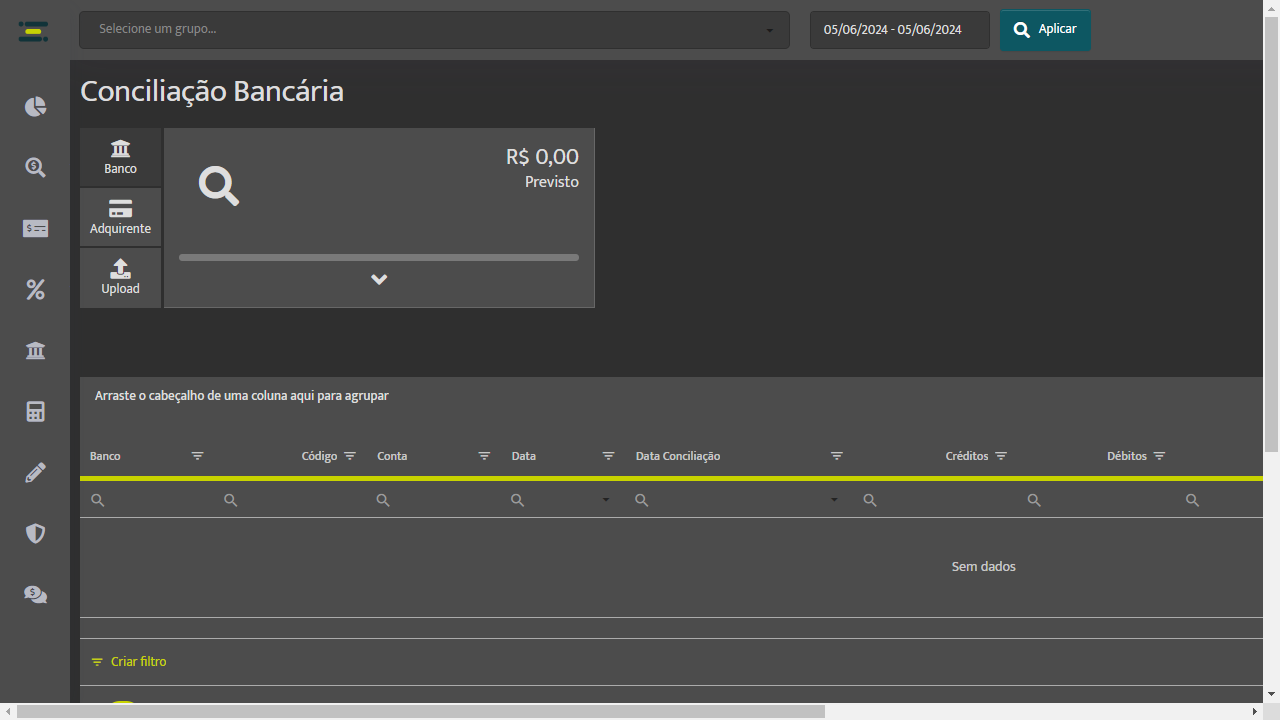 Selecione um grupo...
05/06/2024 - 05/06/2024
Aplicar
Conciliação Bancária
Banco
Adquirente
Upload
R$ 0,00
Previsto
Arraste o cabeçalho de uma coluna aqui para agrupar
Banco Código Conta Data Data Conciliação Créditos Débitos
Sem dados
Criar filtro